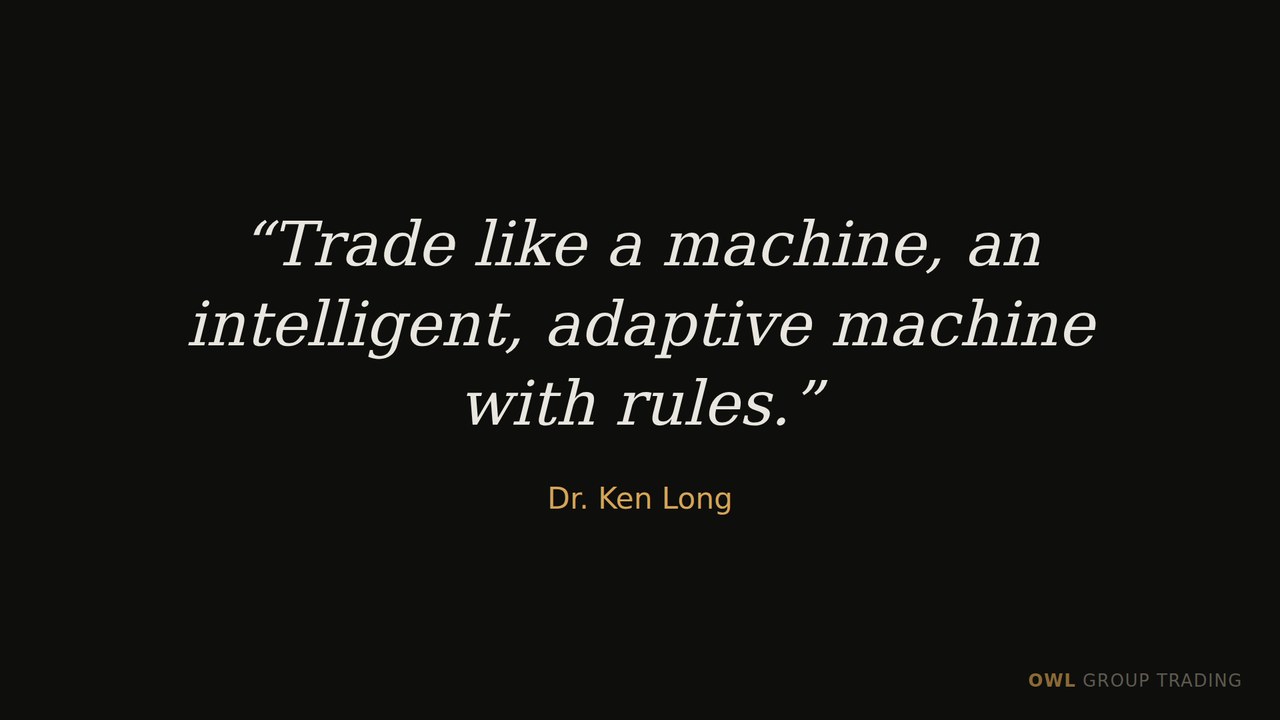 “Trade like a machine, an
intelligent, adaptive machine
with rules.”
Dr. Ken Long
OWL GROUP TRADING